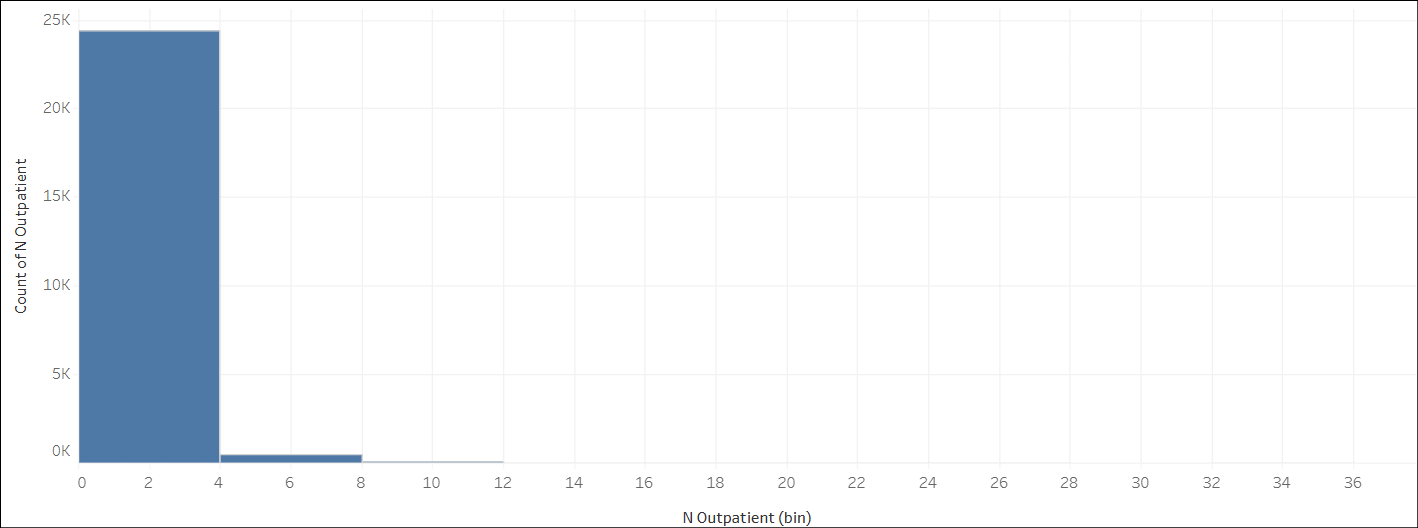 25K
20K
15K
10K
5K
0K
Count of N Outpatient
0 2 4 6 8 10 12 14 16 18 20 22 24 26 28 30 32 34 36
N Outpatient (bin)